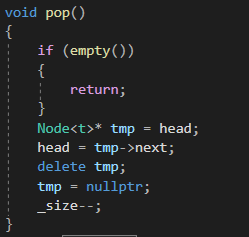 void pop()
{
if (empty())
{
return;
}
Node<t>* tmp = head;
head = tmp->next;
delete tmp;
tmp = nullptr;
_size--;
}